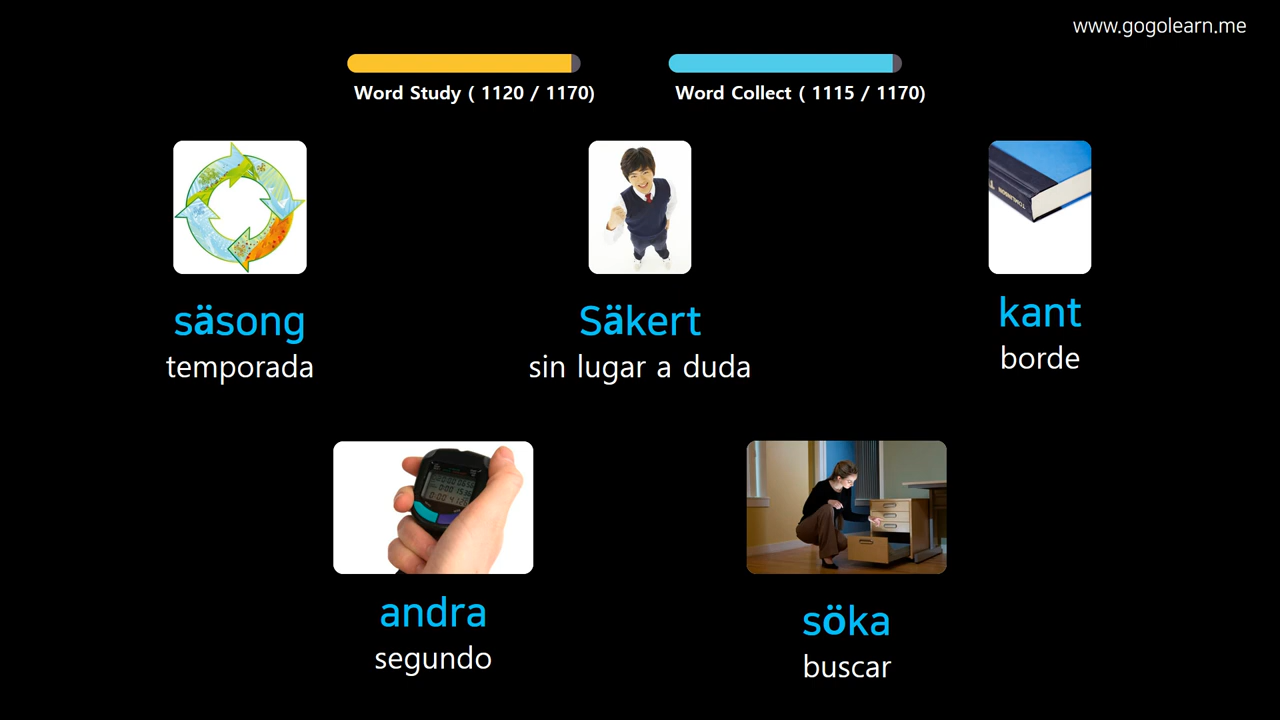 www.gogolearn.me
Word Study ( 1120 / 1170)
Word Collect ( 1115 / 1170)
säsong
temporada
Säkert
sin lugar a duda
kant
borde
andra
segundo
söka
buscar